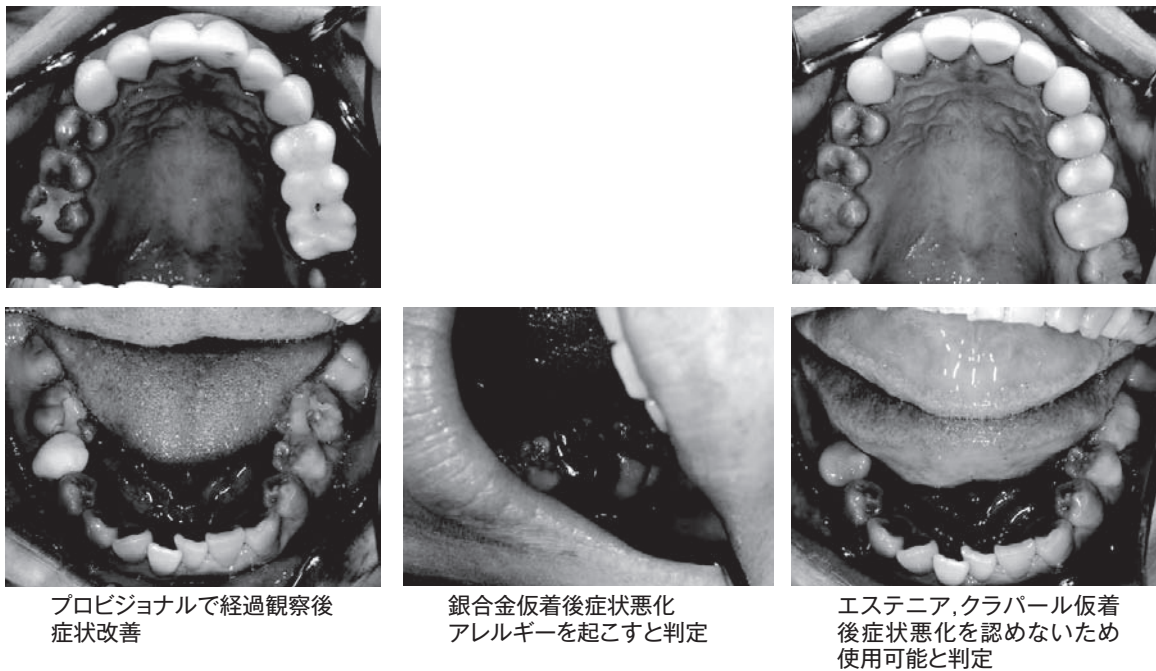 プロビジョナルで経過観察後
症状改善
銀合金仮着後症状悪化
アレルギーを起こすと判定
エステニア,クラパール仮着
後症状悪化を認めないため
使用可能と判定